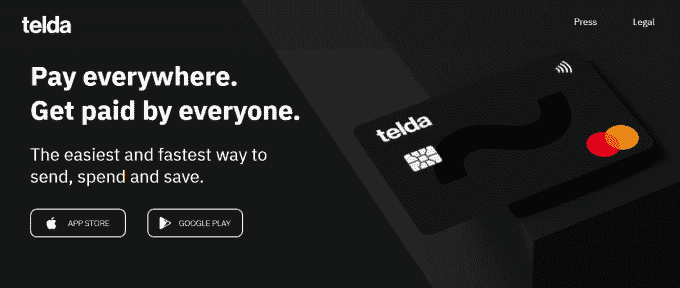 telda
Press
Legal
Pay everywhere.
Get paid by everyone.
The easiest and fastest way to
send, spend and save.
APP STORE
GOOGLE PLAY
telda